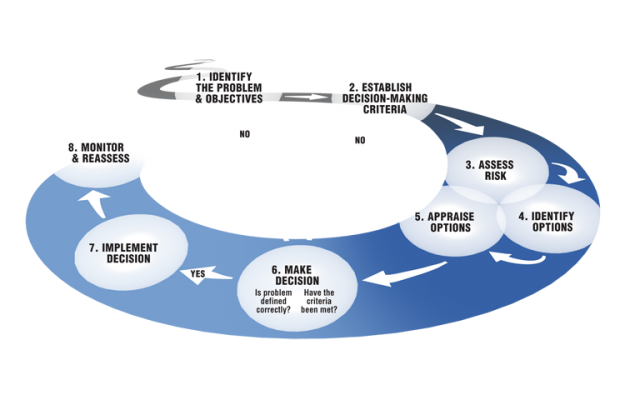 1. IDENTIFY
THE PROBLEM
& OBJECTIVES
2. ESTABLISH
DECISION-MAKING
CRITERIA
NO
NO
3. ASSESS
RISK
4. IDENTIFY
OPTIONS
5. APPRAISE
OPTIONS
6. MAKE
DECISION
Is problem
defined
correctly?
Have the
criteria
been met?
YES
7. IMPLEMENT
DECISION
8. MONITOR
& REASSESS